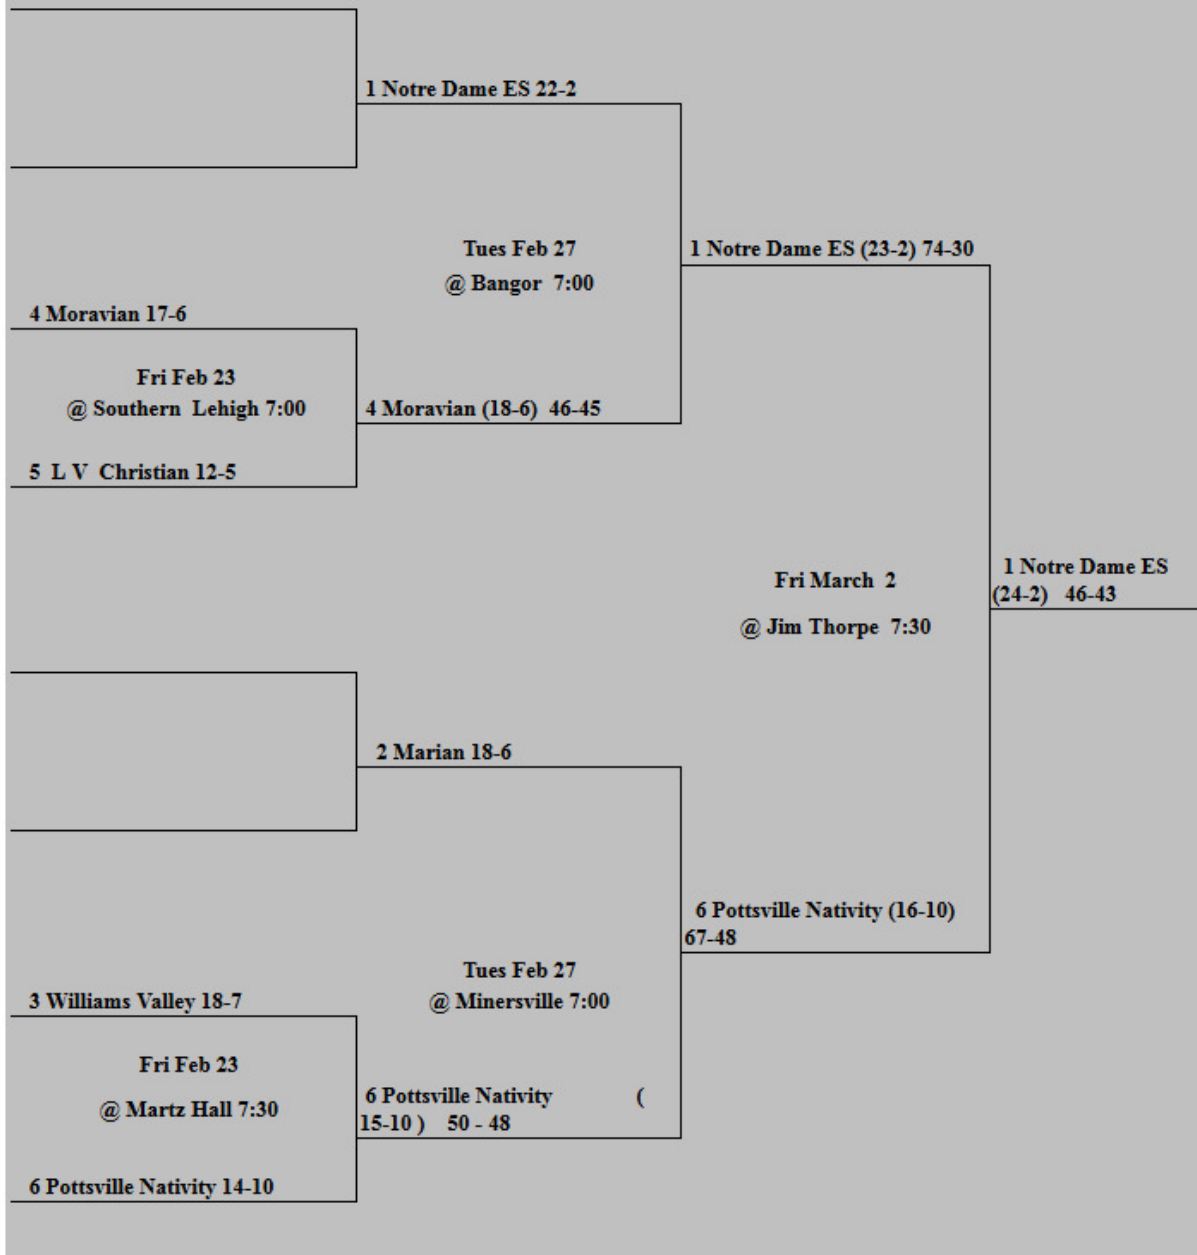 1 Notre Dame ES 22-2
Tues Feb 27
@ Bangor 7:00
1 Notre Dame ES (23-2) 74-30
4 Moravian 17-6
Fri Feb 23
@ Southern Lehigh 7:00
4 Moravian (18-6) 46-45
5 L V Christian 12-5
Fri March 2
@ Jim Thorpe 7:30
1 Notre Dame ES
(24-2) 46-43
2 Marian 18-6
6 Pottsville Nativity (16-10)
67-48
Tues Feb 27
@ Minersville 7:00
3 Williams Valley 18-7
Fri Feb 23
@ Martz Hall 7:30
6 Pottsville Nativity (
15-10 ) 50 - 48
6 Pottsville Nativity 14-10